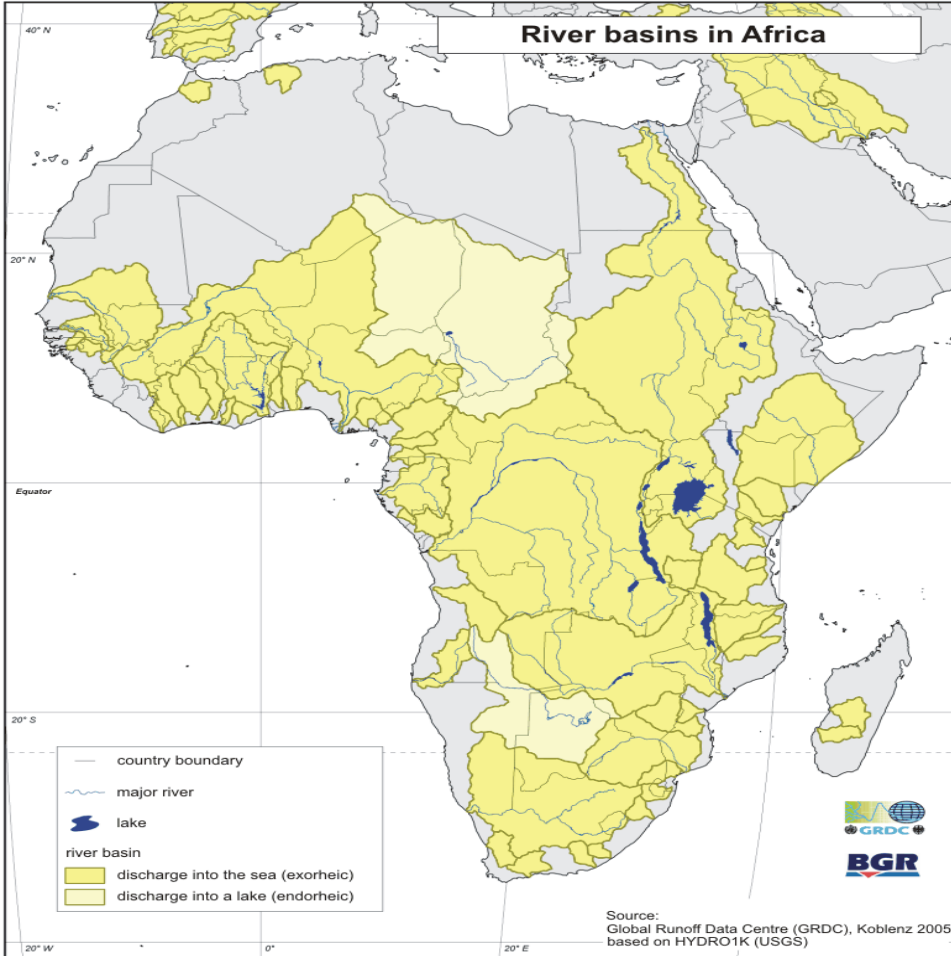 River basins in Africa
40° N
20° N
Equator
20° S
country boundary
major river
lake
river basin
discharge into the sea (exorheic)
discharge into a lake (endorheic)
GRDC
BGR
Source:
Global Runoff Data Centre (GRDC), Koblenz 2005
based on HYDRO1K (USGS)
20° W
0°
20° E